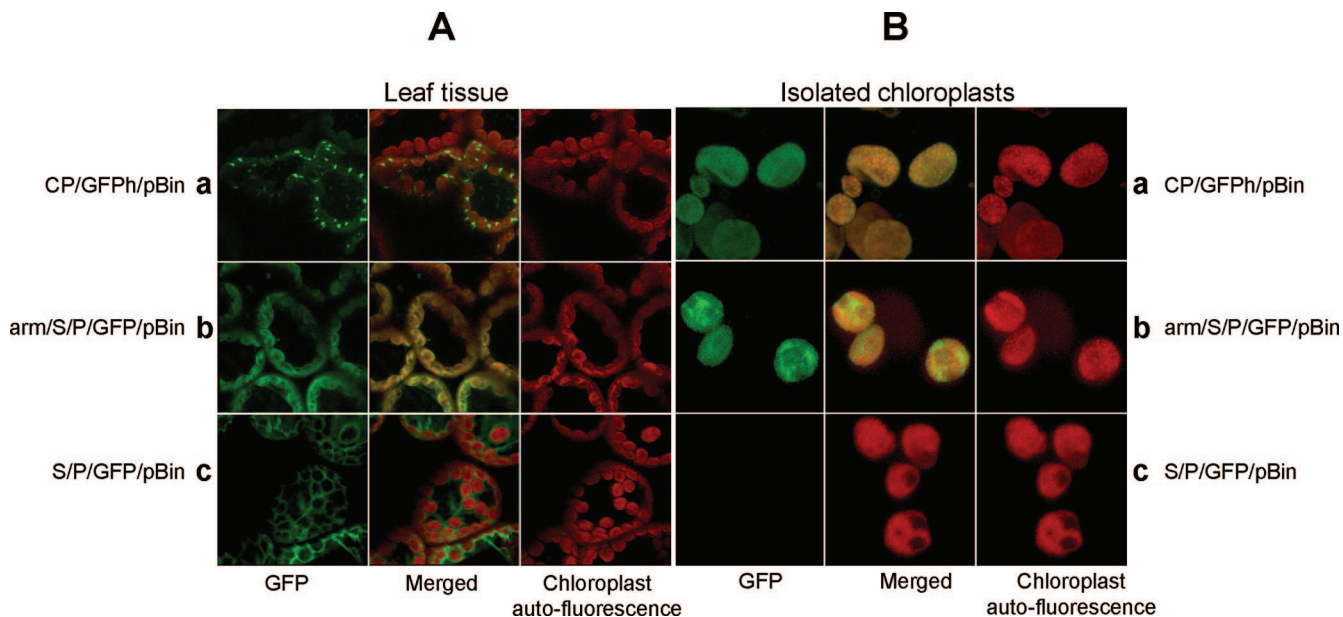 A
B
Leaf tissue
Isolated chloroplasts
CP/GFPh/pBin a
a CP/GFPh/pBin
arm/S/P/GFP/pBin b
b arm/S/P/GFP/pBin
S/P/GFP/pBin c
c S/P/GFP/pBin
GFP
Merged
Chloroplast
auto-fluorescence
GFP
Merged
Chloroplast
auto-fluorescence